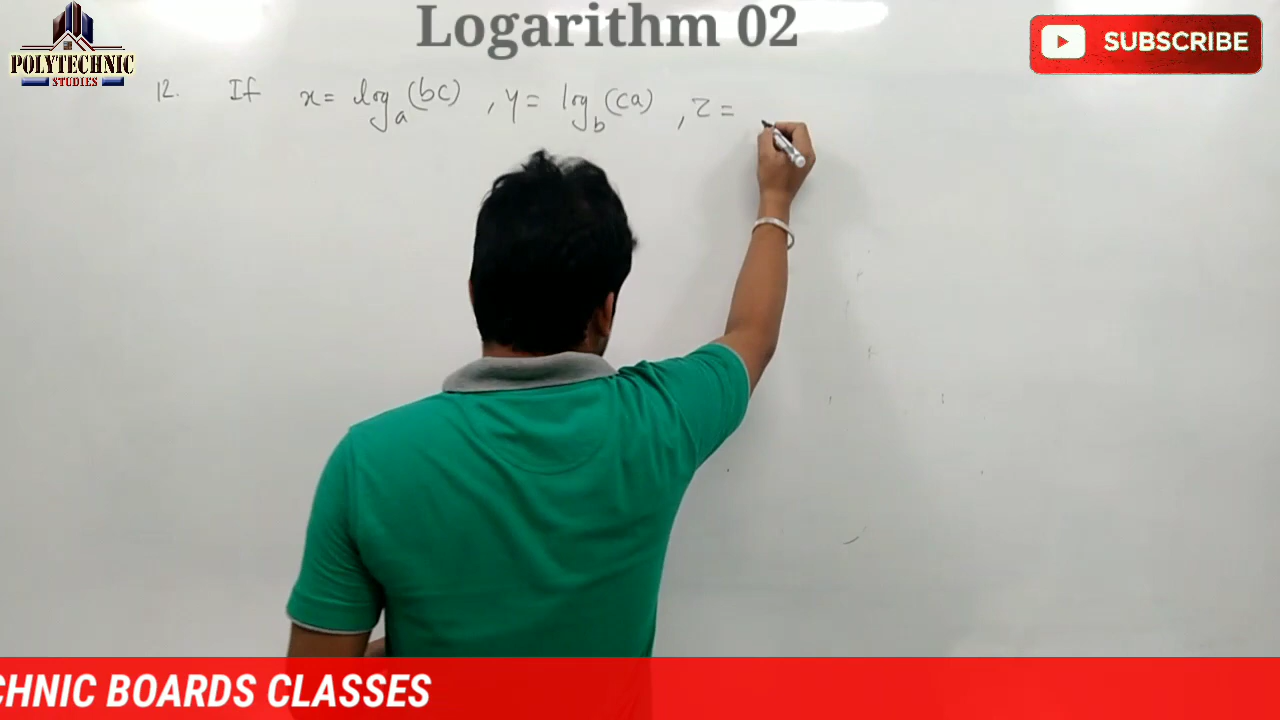 Logarithm 02
POLYTECHNIC
STUDIES
SUBSCRIBE
12. If x = log_a (bc) , y = log_b (ca) , z =
CHNIC BOARDS CLASSES